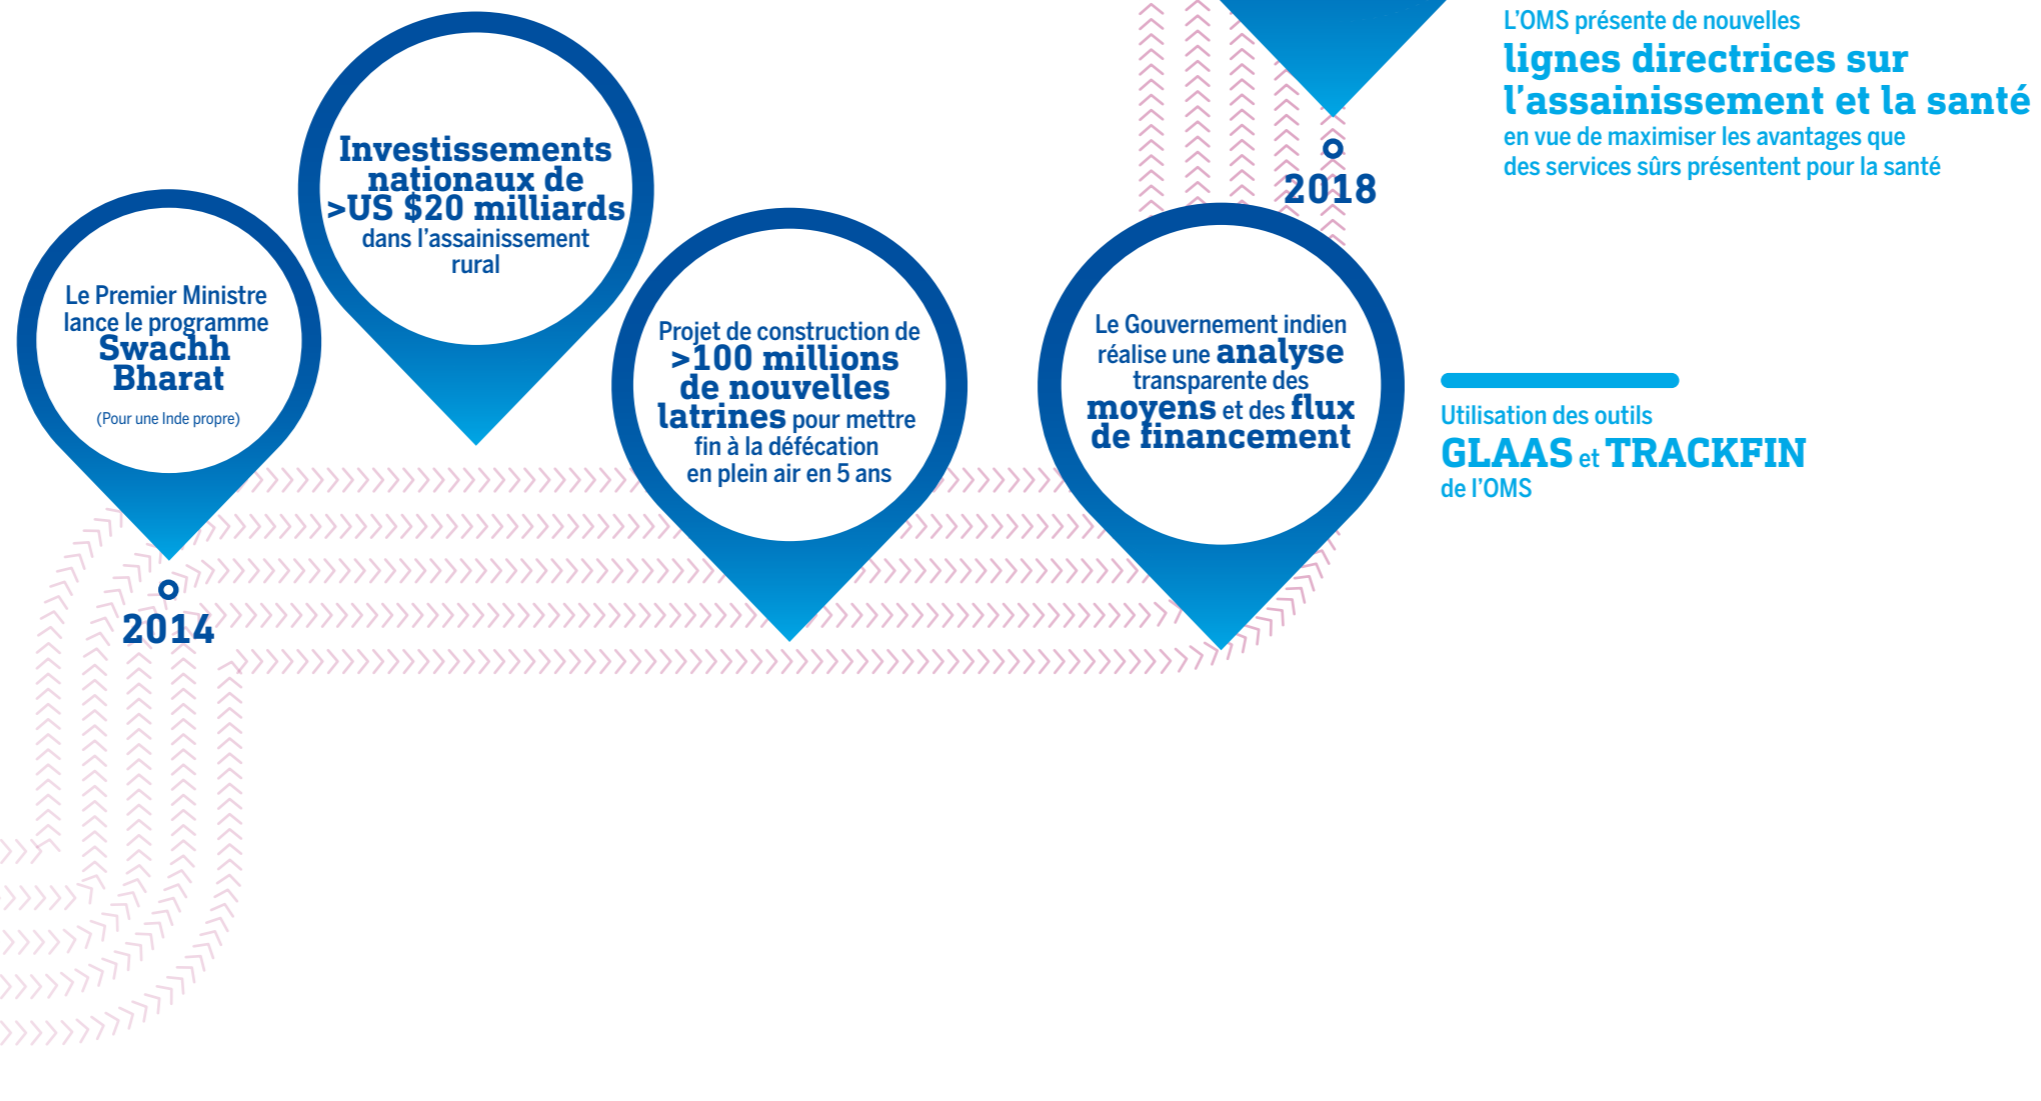 Le Premier Ministre
lance le programme
Swachh
Bharat
(Pour une Inde propre)
2014
Investissements
nationaux de
>US $20 milliards
dans l’assainissement
rural
Projet de construction de
>100 millions
de nouvelles
latrines pour mettre
fin à la défécation
en plein air en 5 ans
Le Gouvernement indien
réalise une analyse
transparente des
moyens et des flux
de financement
Utilisation des outils
GLAAS et TRACKFIN
de l’OMS
2018
L’OMS présente de nouvelles
lignes directrices sur
l’assainissement et la santé
en vue de maximiser les avantages que
des services sûrs présentent pour la santé